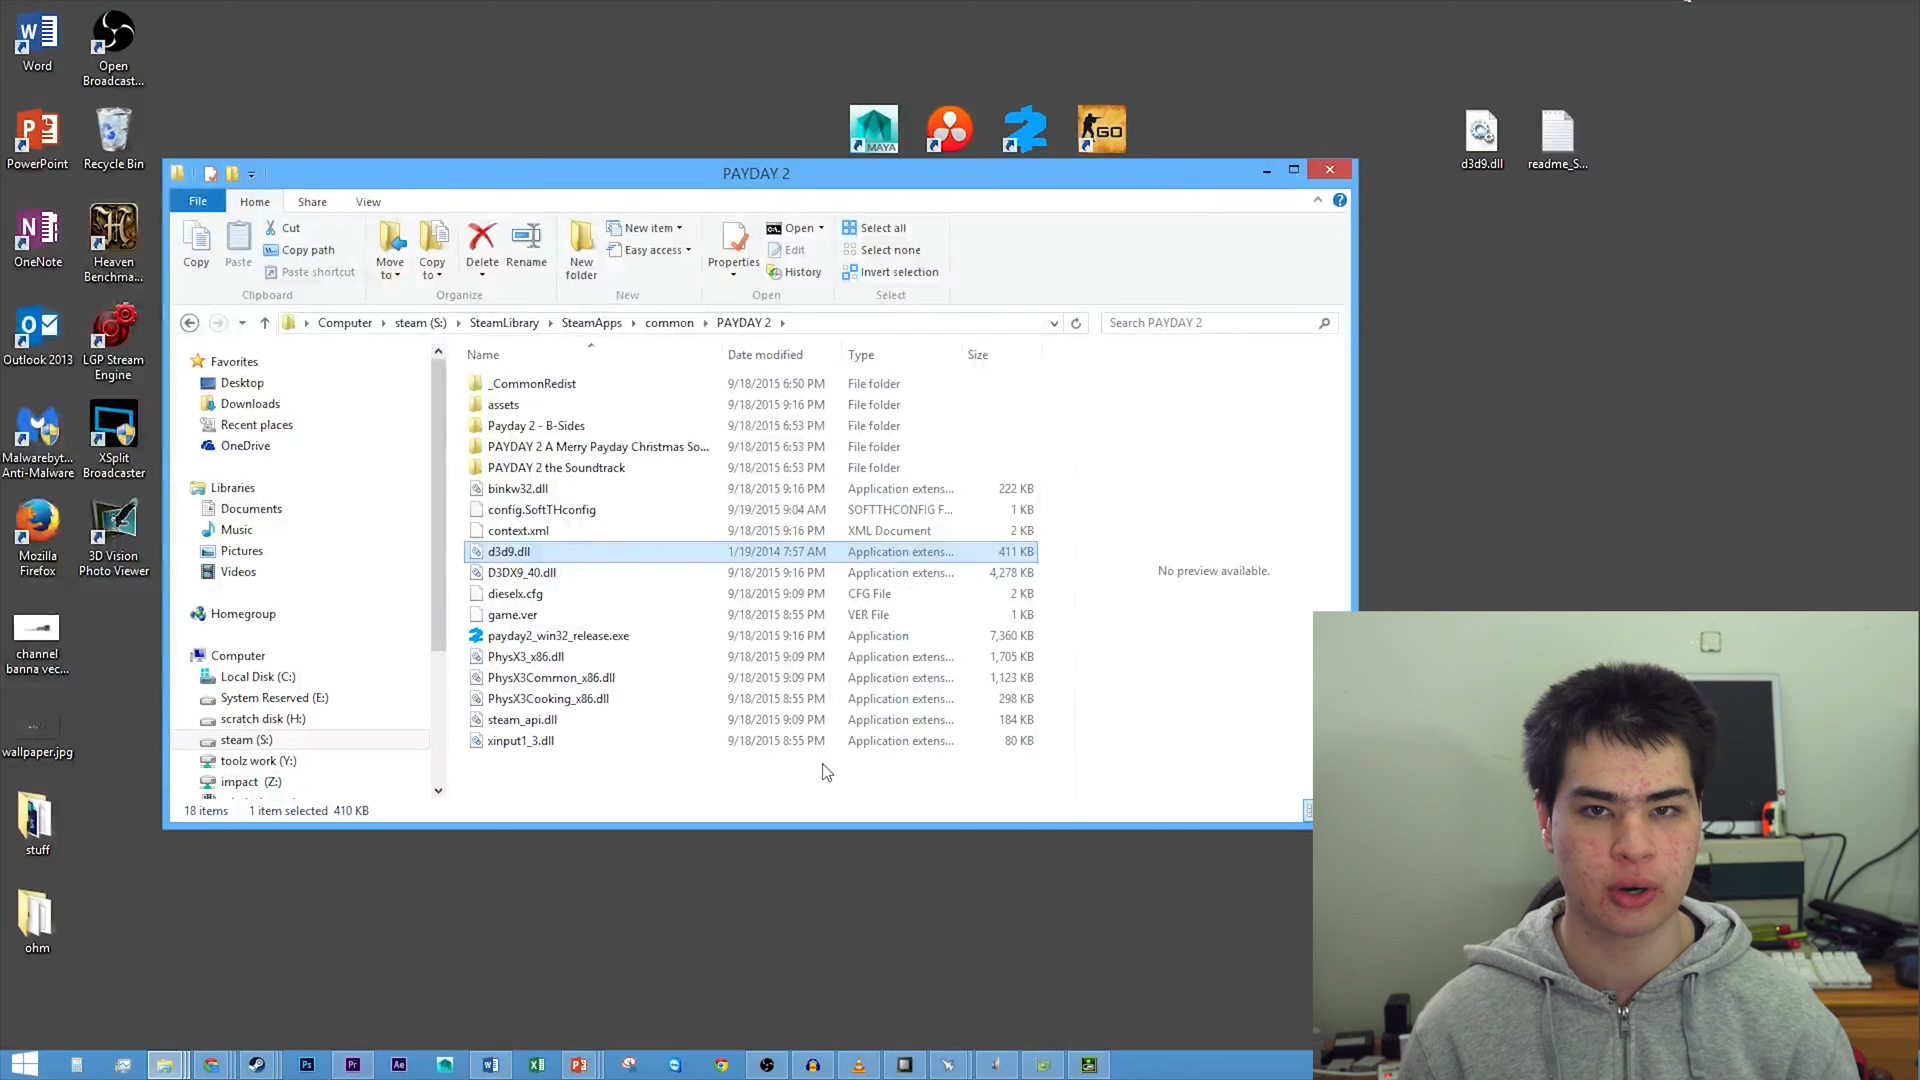 Word
Open
Broadcast...
PowerPoint
Recycle Bin
OneNote
Heaven
Benchma...
Outlook 2013
LGP Stream
Engine
Malwarebyt...
Anti-Malware
XSplit
Broadcaster
Mozilla
Firefox
3D Vision
Photo Viewer
channel
banna vec...
wallpaper.jpg
stuff
ohm
MAYA
GO
d3d9.dll
readme_S...
PAYDAY 2
File
Home
Share
View
Copy
Paste
Cut
Copy path
Paste shortcut
Clipboard
Move
to
Copy
to
Delete
Rename
Organize
New
folder
New item
Easy access
New
Properties
Open
Edit
History
Open
Select all
Select none
Invert selection
Select
Computer
steam (S:)
SteamLibrary
SteamApps
common
PAYDAY 2
Search PAYDAY 2
Favorites
Desktop
Downloads
Recent places
OneDrive
Libraries
Documents
Music
Pictures
Videos
Homegroup
Computer
Local Disk (C:)
System Reserved (E:)
scratch disk (H:)
steam (S:)
toolz work (Y:)
impact (Z:)
Name Date modified Type Size
_CommonRedist 9/18/2015 6:50 PM File folder
assets 9/18/2015 9:16 PM File folder
Payday 2 - B-Sides 9/18/2015 6:53 PM File folder
PAYDAY 2 A Merry Payday Christmas So... 9/18/2015 6:53 PM File folder
PAYDAY 2 the Soundtrack 9/18/2015 6:53 PM File folder
binkw32.dll 9/18/2015 9:16 PM Application extens... 222 KB
config.SoftTHconfig 9/19/2015 9:04 AM SOFTTHCONFIG F... 1 KB
context.xml 9/18/2015 9:16 PM XML Document 2 KB
d3d9.dll 1/19/2014 7:57 AM Application extens... 411 KB
D3DX9_40.dll 9/18/2015 9:16 PM Application extens... 4,278 KB
dieselx.cfg 9/18/2015 9:09 PM CFG File 2 KB
game.ver 9/18/2015 8:55 PM VER File 1 KB
payday2_win32_release.exe 9/18/2015 9:16 PM Application 7,360 KB
PhysX3_x86.dll 9/18/2015 9:09 PM Application extens... 1,705 KB
PhysX3Common_x86.dll 9/18/2015 9:09 PM Application extens... 1,123 KB
PhysX3Cooking_x86.dll 9/18/2015 8:55 PM Application extens... 298 KB
steam_api.dll 9/18/2015 9:09 PM Application extens... 184 KB
xinput1_3.dll 9/18/2015 8:55 PM Application extens... 80 KB
No preview available.
18 items 1 item selected 410 KB